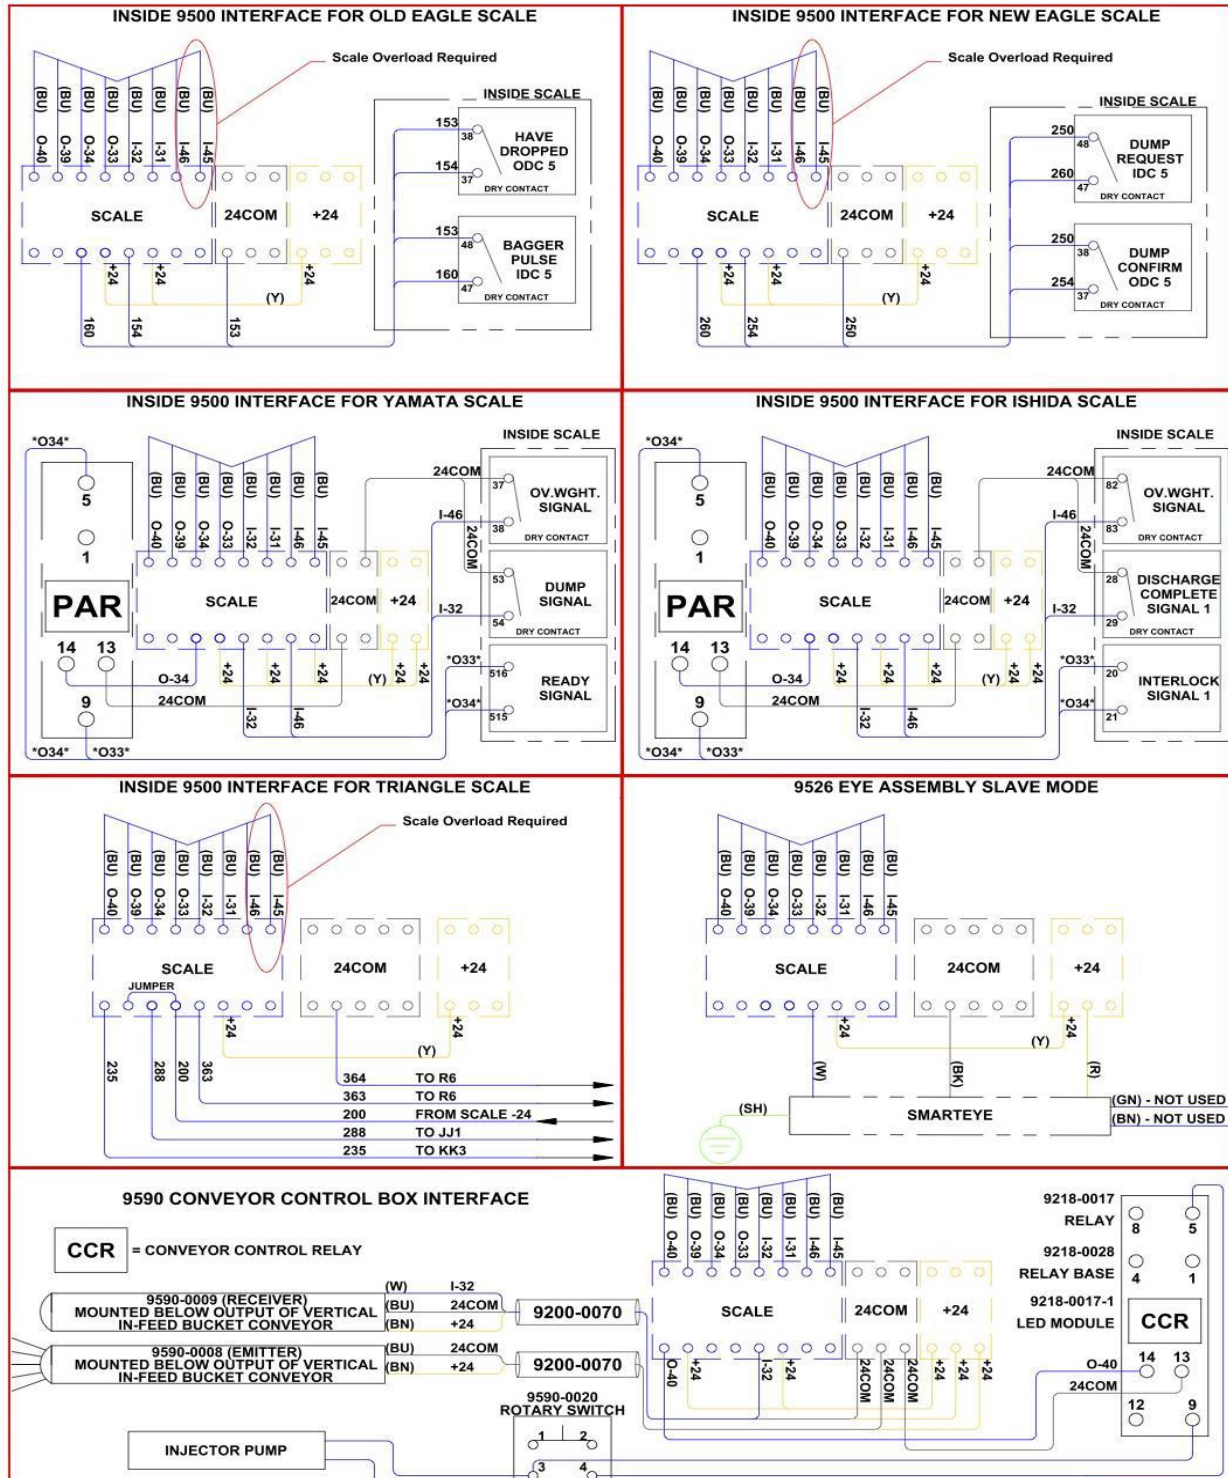 INSIDE 9500 INTERFACE FOR OLD EAGLE SCALE
Scale Overload Required
(BU) (BU) (BU) (BU) (BU) (BU) (BU) (BU)
O-40 O-39 O-34 O-33 I-32 I-31 I-46 I-45
SCALE 24COM +24
+24 +24
(Y)
160 154 153
INSIDE SCALE
153
38
HAVE
DROPPED
ODC 5
154
37
DRY CONTACT
153
48
BAGGER
PULSE
IDC 5
160
47
DRY CONTACT
INSIDE 9500 INTERFACE FOR NEW EAGLE SCALE
Scale Overload Required
(BU) (BU) (BU) (BU) (BU) (BU) (BU) (BU)
O-40 O-39 O-34 O-33 I-32 I-31 I-46 I-45
SCALE 24COM +24
+24 +24
(Y)
260 254 250
INSIDE SCALE
250
48
DUMP
REQUEST
IDC 5
260
47
DRY CONTACT
250
38
DUMP
CONFIRM
ODC 5
254
37
DRY CONTACT
INSIDE 9500 INTERFACE FOR YAMATA SCALE
*O34*
5
1
PAR
14 13
9
*O34* *O33*
(BU) (BU) (BU) (BU) (BU) (BU) (BU) (BU)
O-40 O-39 O-34 O-33 I-32 I-31 I-46 I-45
SCALE 24COM +24
+24 +24 +24 (Y) +24 +24
O-34
24COM
I-32 I-46
INSIDE SCALE
24COM
37
OV.WGHT.
SIGNAL
I-46
38
DRY CONTACT
24COM
53
DUMP
SIGNAL
I-32
54
DRY CONTACT
*O33*
516
READY
SIGNAL
*O34*
515
INSIDE 9500 INTERFACE FOR ISHIDA SCALE
*O34*
5
1
PAR
14 13
9
*O34* *O33*
(BU) (BU) (BU) (BU) (BU) (BU) (BU) (BU)
O-40 O-39 O-34 O-33 I-32 I-31 I-46 I-45
SCALE 24COM +24
+24 +24 +24 (Y) +24 +24
O-34
24COM
I-32 I-46
INSIDE SCALE
24COM
82
OV.WGHT.
SIGNAL
I-46
83
DRY CONTACT
24COM
28
DISCHARGE
COMPLETE
SIGNAL 1
I-32
29
DRY CONTACT
*O33*
20
INTERLOCK
SIGNAL 1
*O34*
21
INSIDE 9500 INTERFACE FOR TRIANGLE SCALE
Scale Overload Required
(BU) (BU) (BU) (BU) (BU) (BU) (BU) (BU)
O-40 O-39 O-34 O-33 I-32 I-31 I-46 I-45
SCALE 24COM +24
JUMPER
+24 +24
(Y)
235 288 200 363
364 TO R6
363 TO R6
200 FROM SCALE -24
288 TO JJ1
235 TO KK3
9526 EYE ASSEMBLY SLAVE MODE
(BU) (BU) (BU) (BU) (BU) (BU) (BU) (BU)
O-40 O-39 O-34 O-33 I-32 I-31 I-46 I-45
SCALE 24COM +24
+24 +24
(Y)
(W) (BK) (R)
(SH)
SMARTEYE
(GN) - NOT USED
(BN) - NOT USED
9590 CONVEYOR CONTROL BOX INTERFACE
CCR = CONVEYOR CONTROL RELAY
9590-0009 (RECEIVER)
MOUNTED BELOW OUTPUT OF VERTICAL
IN-FEED BUCKET CONVEYOR
(W) I-32
(BU) 24COM
(BN) +24
9200-0070
9590-0008 (EMITTER)
MOUNTED BELOW OUTPUT OF VERTICAL
IN-FEED BUCKET CONVEYOR
(BU) 24COM
(BN) +24
9200-0070
9590-0020
ROTARY SWITCH
1 2
3 4
INJECTOR PUMP
(BU) (BU) (BU) (BU) (BU) (BU) (BU) (BU)
O-40 O-39 O-34 O-33 I-32 I-31 I-46 I-45
SCALE 24COM +24
O-40 +24 I-32 +24 24COM 24COM 24COM +24 +24 +24
9218-0017
RELAY
9218-0028
RELAY BASE
9218-0017-1
LED MODULE
8 5
4 1
CCR
O-40
14 13
24COM
12 9